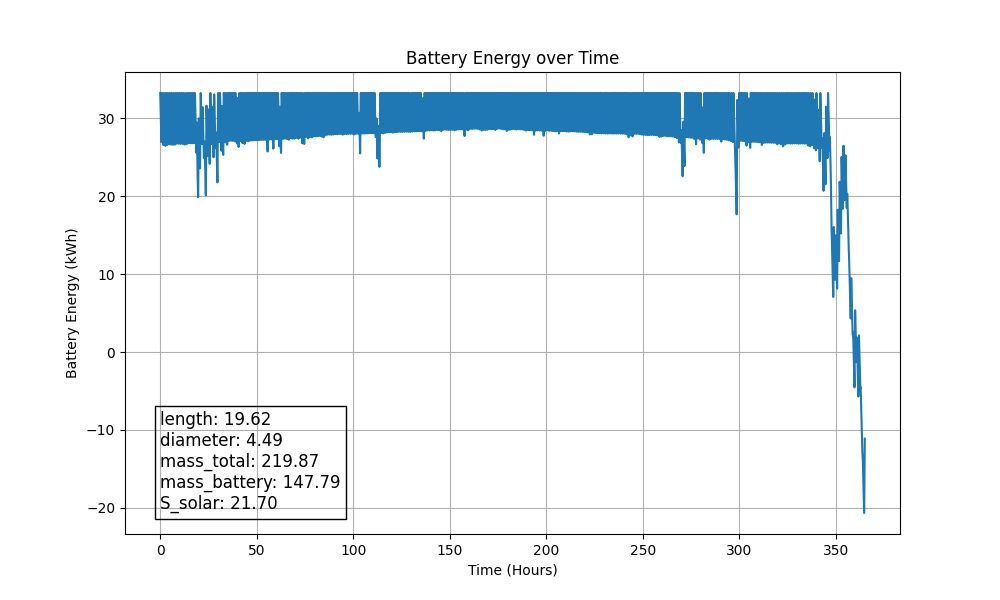 Battery Energy over Time
Battery Energy (kWh)
30
20
10
0
−10
−20
length: 19.62
diameter: 4.49
mass_total: 219.87
mass_battery: 147.79
S_solar: 21.70
0 50 100 150 200 250 300 350
Time (Hours)